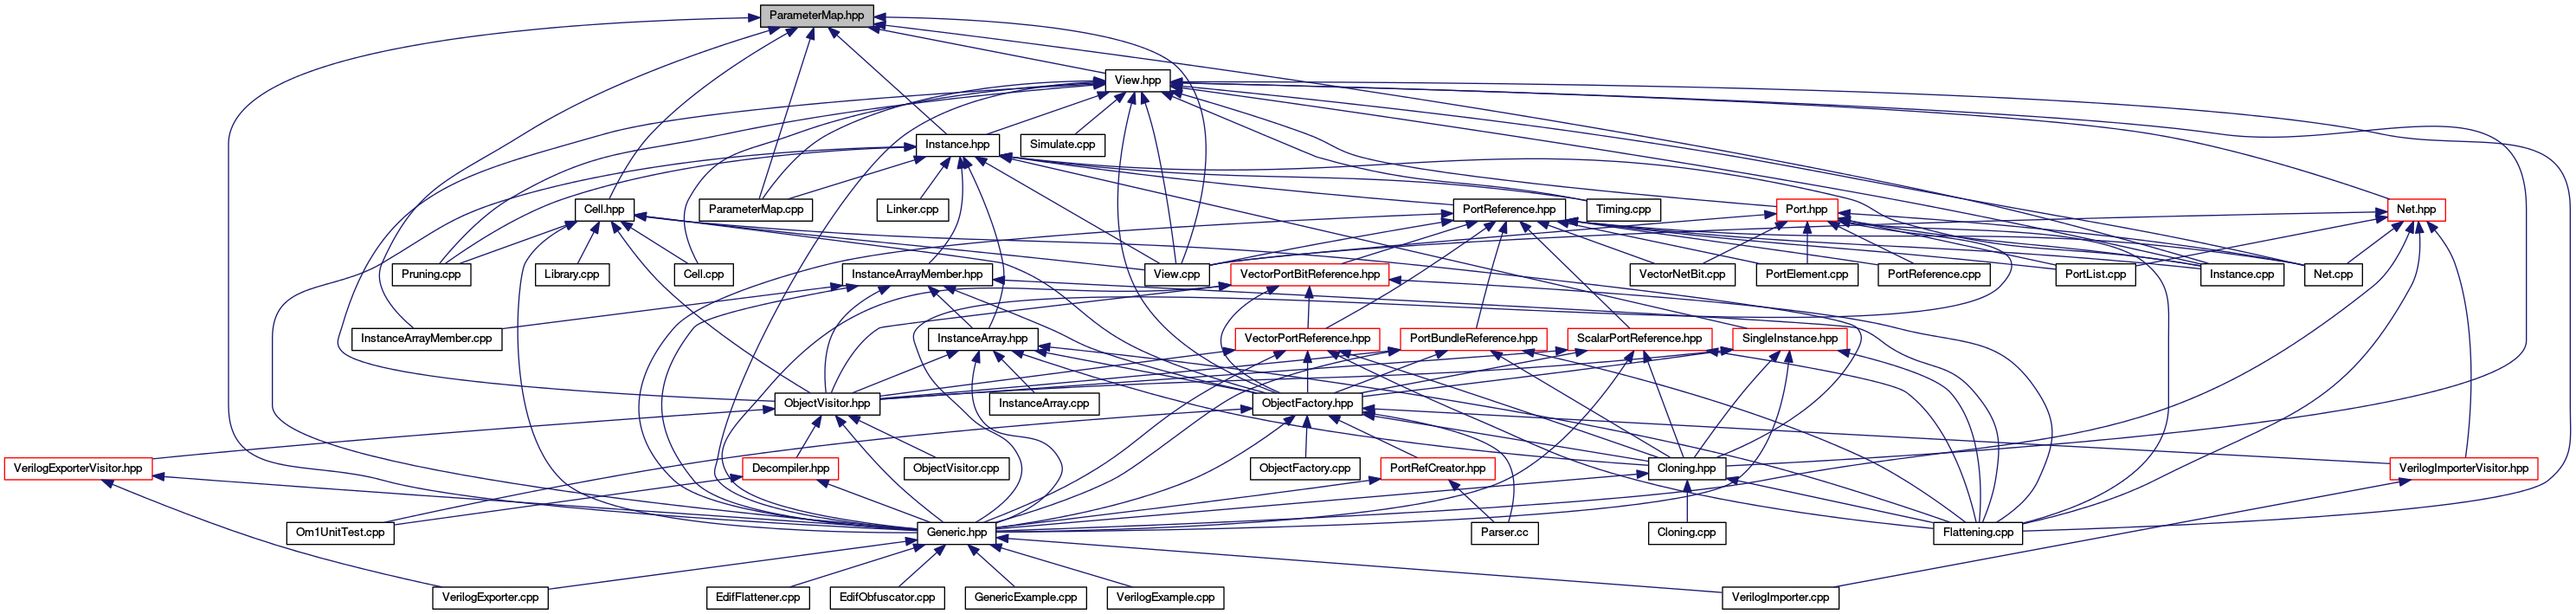 ParameterMap.hpp
View.hpp
Instance.hpp
Simulate.cpp
Cell.hpp
ParameterMap.cpp
Linker.cpp
PortReference.hpp
Timing.cpp
Port.hpp
Net.hpp
Pruning.cpp
Library.cpp
Cell.cpp
InstanceArrayMember.hpp
View.cpp
VectorPortBitReference.hpp
VectorNetBit.cpp
PortElement.cpp
PortReference.cpp
PortList.cpp
Instance.cpp
Net.cpp
InstanceArrayMember.cpp
InstanceArray.hpp
VectorPortReference.hpp
PortBundleReference.hpp
ScalarPortReference.hpp
SingleInstance.hpp
ObjectVisitor.hpp
InstanceArray.cpp
ObjectFactory.hpp
VerilogExporterVisitor.hpp
Decompiler.hpp
ObjectVisitor.cpp
ObjectFactory.cpp
PortRefCreator.hpp
Cloning.hpp
VerilogImporterVisitor.hpp
Om1UnitTest.cpp
Generic.hpp
Parser.cc
Cloning.cpp
Flattening.cpp
VerilogExporter.cpp
EdifFlattener.cpp
EdifObfuscator.cpp
GenericExample.cpp
VerilogExample.cpp
VerilogImporter.cpp